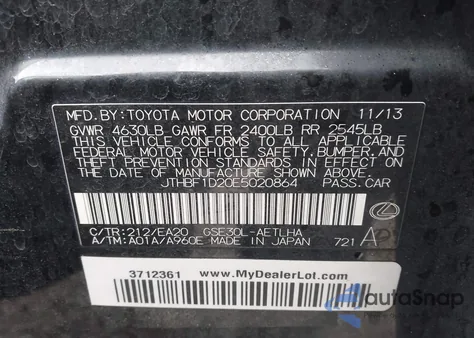 MFD.BY:TOYOTA MOTOR CORPORATION 11/13
GVWR 4630LB GAWR FR 2400LB RR 2545LB
THIS VEHICLE CONFORMS TO ALL APPLICABLE
FEDERAL MOTOR VEHICLE SAFETY, BUMPER, AND
THEFT PREVENTION STANDARDS IN EFFECT ON
THE DATE OF MANUFACTURE SHOWN ABOVE.
JTHBF1D20E5020864 PASS.CAR
C/TR:212/EA20 GSE30L-AETLHA
A/TM:A01A/A960E MADE IN JAPAN 721
3712361 www.MyDealerLot.com
autoSnap